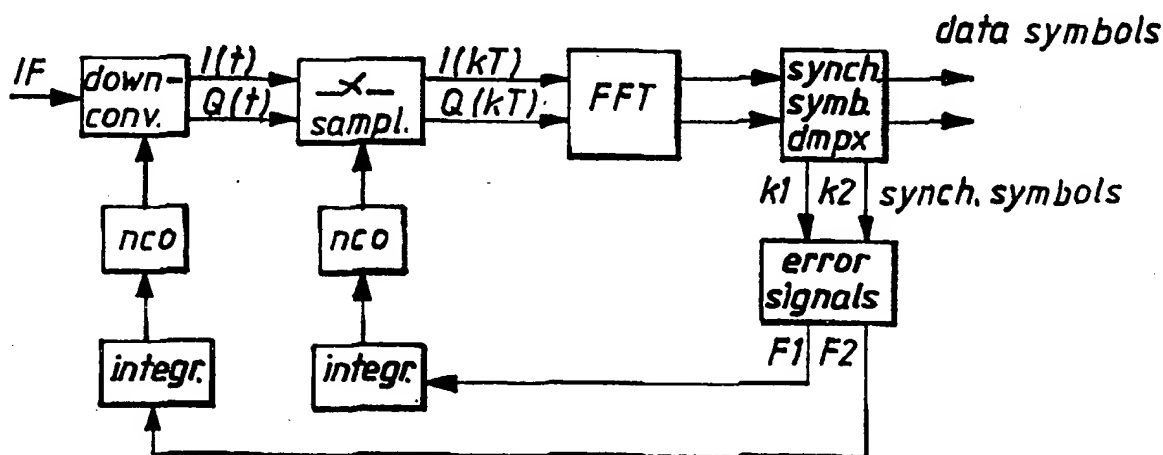 data symbols
IF
down-
conv.
I(t)
Q(t)
sampl.
I(kT)
Q(kT)
FFT
synch.
symb.
dmpx
k1
k2
synch. symbols
nco
nco
error
signals
F1
F2
integr.
integr.